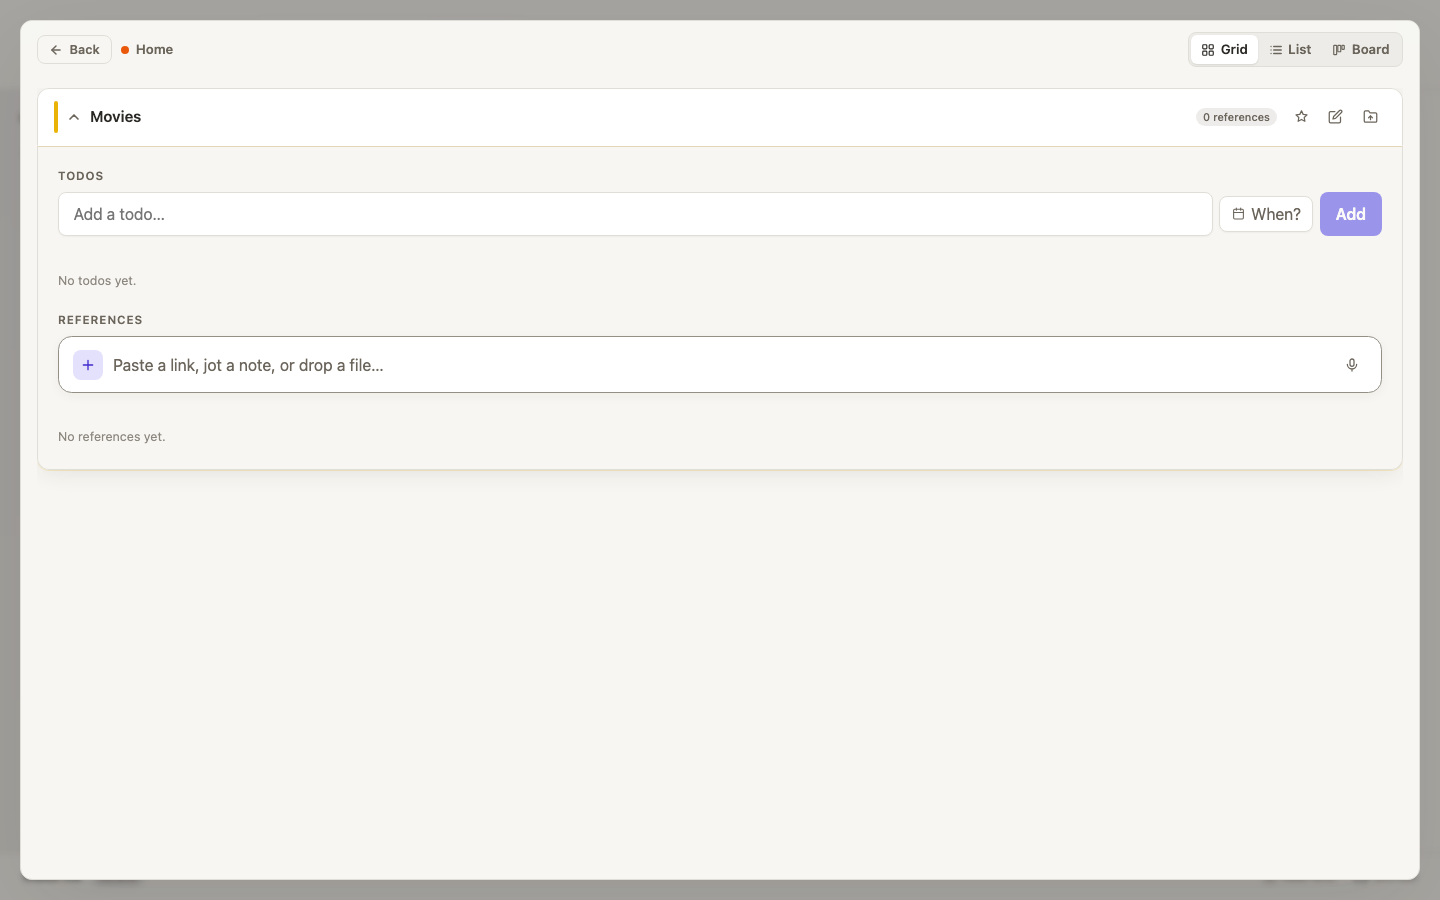 Back
Home
Grid
List
Board
Movies
0 references
TODOS
Add a todo...
When?
Add
No todos yet.
REFERENCES
Paste a link, jot a note, or drop a file...
No references yet.